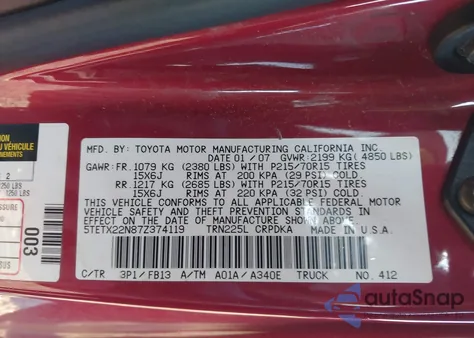 MFD. BY: TOYOTA MOTOR MANUFACTURING CALIFORNIA INC.
DATE 01 / 07 GVWR: 2199 KG( 4850 LBS)
GAWR: FR. 1079 KG (2380 LBS) WITH P215/70R15 TIRES
15X6J RIMS AT 200 KPA (29 PSI) COLD.
RR. 1217 KG (2685 LBS) WITH P215/70R15 TIRES
15X6J RIMS AT 220 KPA (32 PSI) COLD.
THIS VEHICLE CONFORMS TO ALL APPLICABLE FEDERAL MOTOR
VEHICLE SAFETY AND THEFT PREVENTION STANDARDS IN
EFFECT ON THE DATE OF MANUFACTURE SHOWN ABOVE.
5TETX22N87Z374119 TRN225L CRPDKA MADE IN U.S.A.
C/TR 3P1/FB13 A/TM A01A/A340E TRUCK NO. 412
003
VÉHICULE
autoSnap